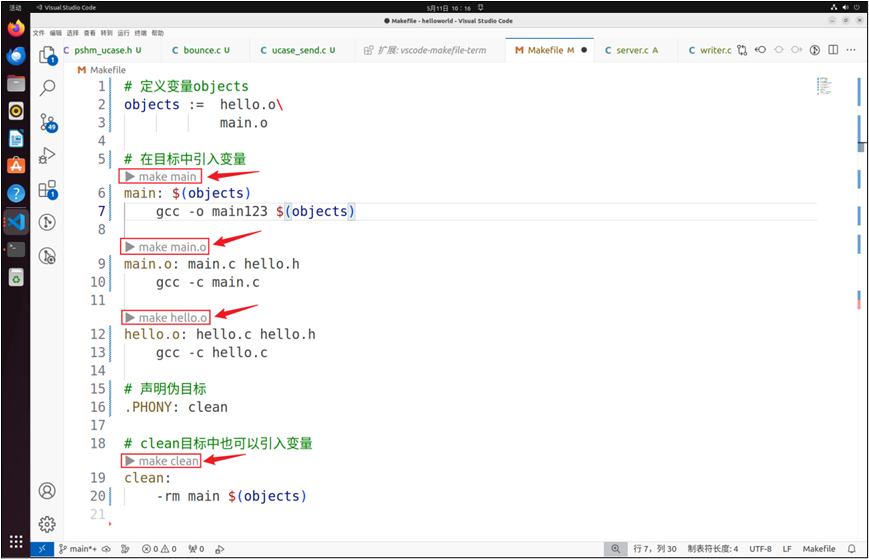 活动
Visual Studio Code
5月11日 10：16
Makefile - helloworld - Visual Studio Code
文件 编辑 选择 查看 转到 运行 终端 帮助
pshm_ucase.h U
bounce.c U
ucase_send.c U
扩展: vscode-makefile-term
Makefile M
server.c A
writer.c
Makefile
1 # 定义变量objects
2 objects := hello.o\
3 main.o
4
5 # 在目标中引入变量
make main
6 main: $(objects)
7 gcc -o main123 $(objects)
8
make main.o
9 main.o: main.c hello.h
10 gcc -c main.c
11
make hello.o
12 hello.o: hello.c hello.h
13 gcc -c hello.c
14
15 # 声明伪目标
16 .PHONY: clean
17
18 # clean目标中也可以引入变量
make clean
19 clean:
20 -rm main $(objects)
21
1
49
1
main*+
0 0
0
行 7，列 30
制表符长度: 4
UTF-8
LF
Makefile